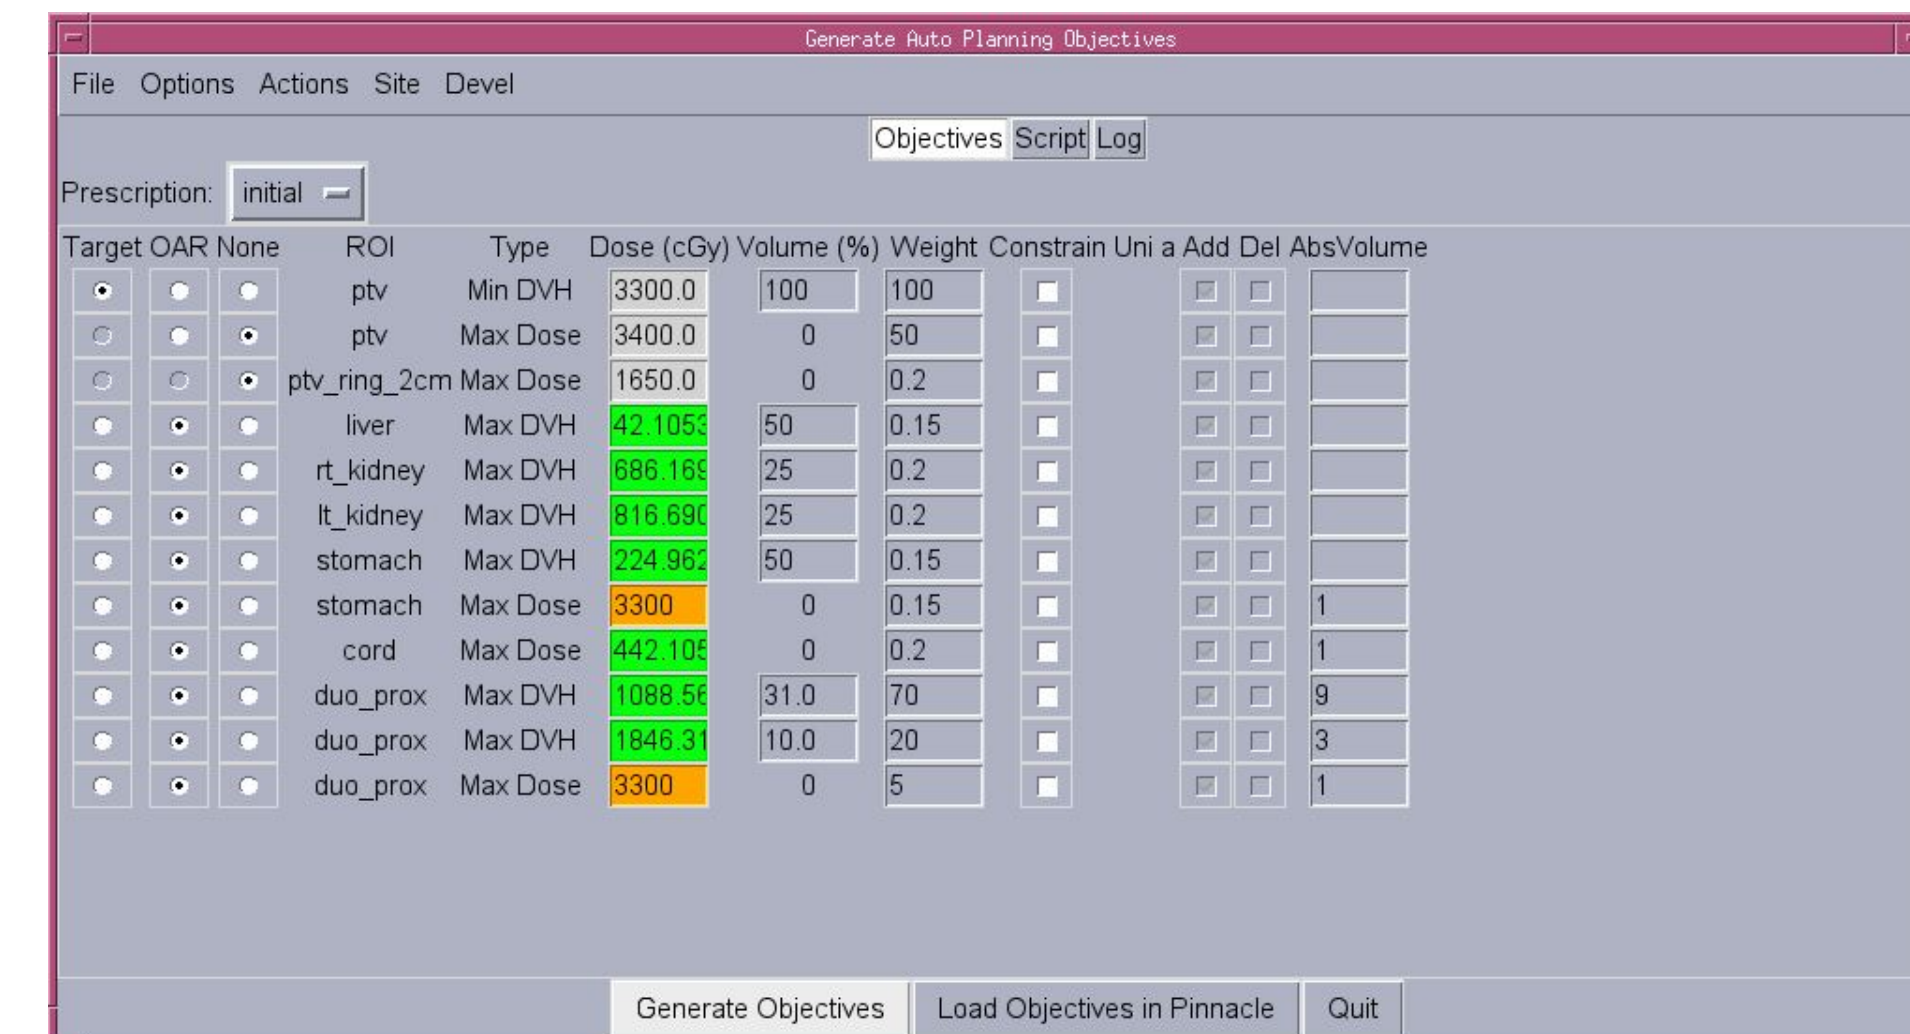 Generate Auto Planning Objectives
File Options Actions Site Devel
Objectives Script Log
Prescription: initial
Target OAR None ROI Type Dose (cGy) Volume (%) Weight Constrain Uni a Add Del AbsVolume
ptv Min DVH 3300.0 100 100
ptv Max Dose 3400.0 0 50
ptv_ring_2cm Max Dose 1650.0 0 0.2
liver Max DVH 42.1053 50 0.15
rt_kidney Max DVH 686.169 25 0.2
lt_kidney Max DVH 816.690 25 0.2
stomach Max DVH 224.962 50 0.15
stomach Max Dose 3300 0 0.15 1
cord Max Dose 442.105 0 0.2 1
duo_prox Max DVH 1088.56 31.0 70 9
duo_prox Max DVH 1846.31 10.0 20 3
duo_prox Max Dose 3300 0 5 1
Generate Objectives Load Objectives in Pinnacle Quit